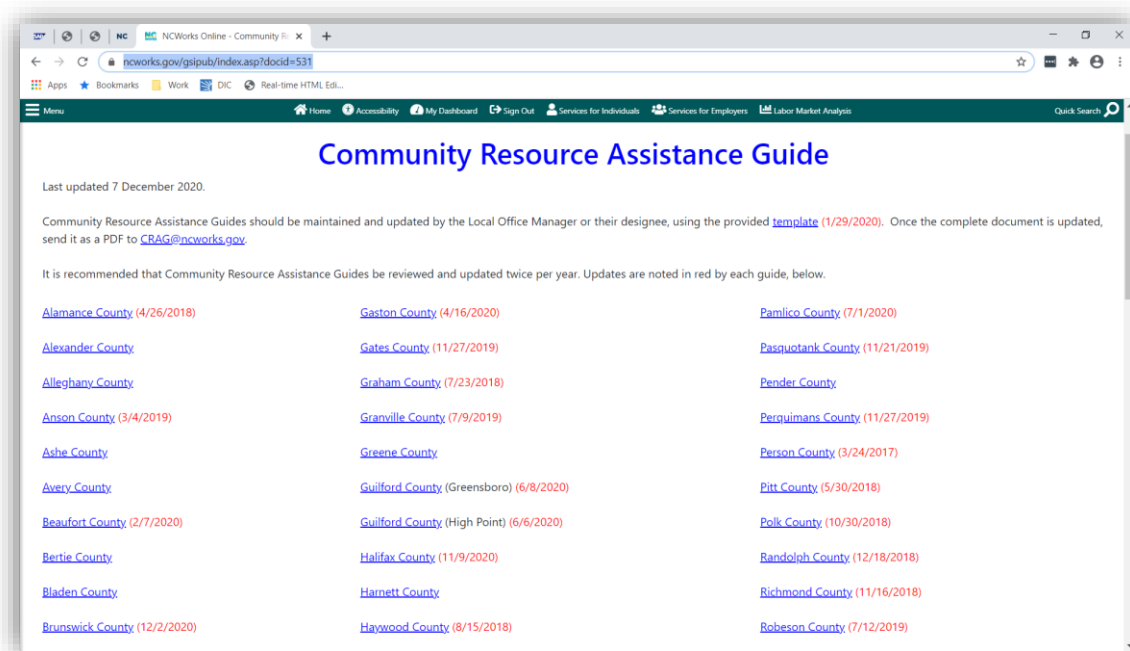 NC
NCWorks Online - Community R
ncworks.gov/gsipub/index.asp?docid=531
Apps Bookmarks Work DIC Real-time HTML Edi...
Menu Home Accessibility My Dashboard Sign Out Services for Individuals Services for Employers Labor Market Analysis Quick Search
Community Resource Assistance Guide
Last updated 7 December 2020.
Community Resource Assistance Guides should be maintained and updated by the Local Office Manager or their designee, using the provided template (1/29/2020). Once the complete document is updated,
send it as a PDF to CRAG@ncworks.gov.
It is recommended that Community Resource Assistance Guides be reviewed and updated twice per year. Updates are noted in red by each guide, below.
Alamance County (4/26/2018) Gaston County (4/16/2020) Pamlico County (7/1/2020)
Alexander County Gates County (11/27/2019) Pasquotank County (11/21/2019)
Alleghany County Graham County (7/23/2018) Pender County
Anson County (3/4/2019) Granville County (7/9/2019) Perquimans County (11/27/2019)
Ashe County Greene County Person County (3/24/2017)
Avery County Guilford County (Greensboro) (6/8/2020) Pitt County (5/30/2018)
Beaufort County (2/7/2020) Guilford County (High Point) (6/6/2020) Polk County (10/30/2018)
Bertie County Halifax County (11/9/2020) Randolph County (12/18/2018)
Bladen County Harnett County Richmond County (11/16/2018)
Brunswick County (12/2/2020) Haywood County (8/15/2018) Robeson County (7/12/2019)